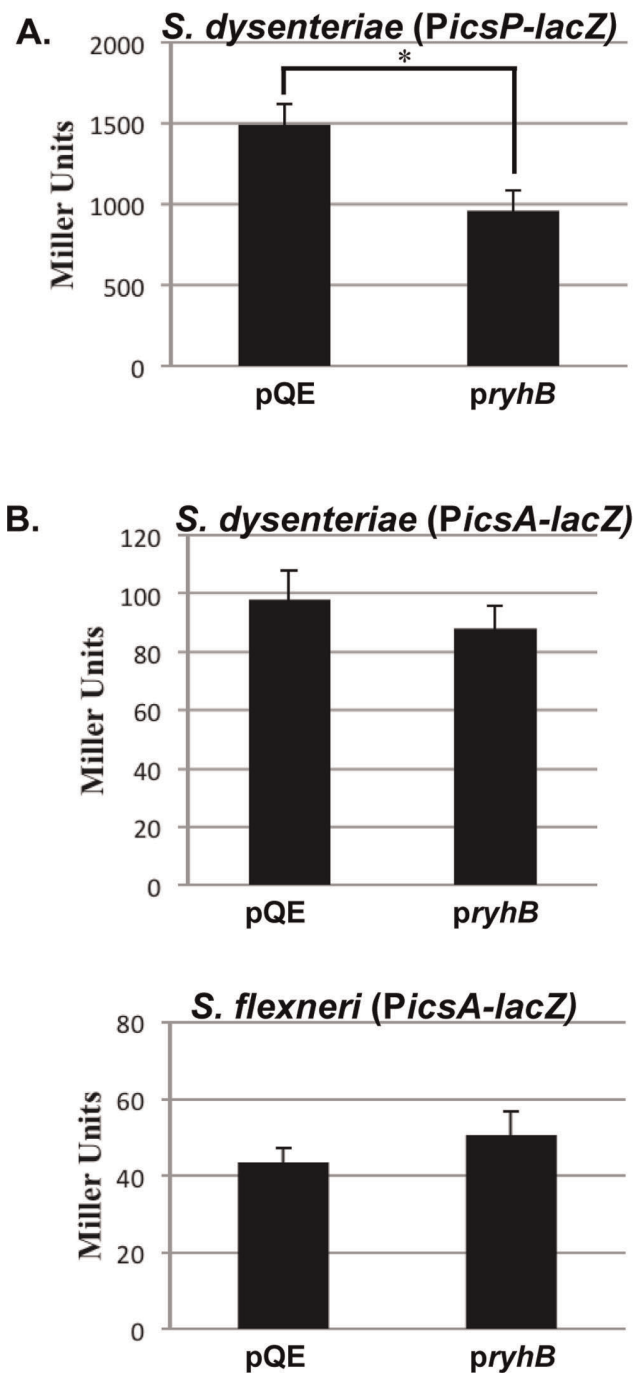 A.
S. dysenteriae (PicsP-lacZ)
2000
*
1500
1000
500
0
Miller Units
pQE
pryhB
B.
S. dysenteriae (PicsA-lacZ)
120
100
80
60
40
20
0
Miller Units
pQE
pryhB
S. flexneri (PicsA-lacZ)
80
60
40
20
0
Miller Units
pQE
pryhB